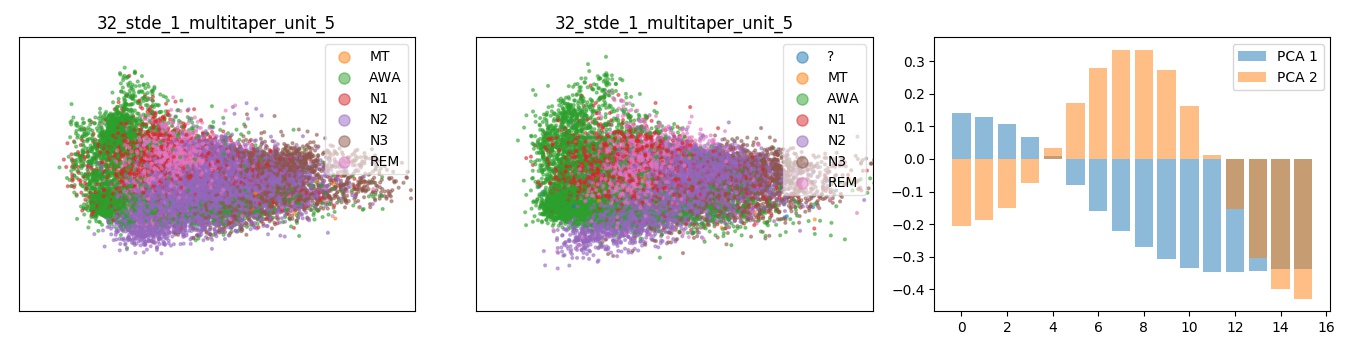 32_stde_1_multitaper_unit_5
MT
AWA
N1
N2
N3
REM
32_stde_1_multitaper_unit_5
?
MT
AWA
N1
N2
N3
REM
PCA 1
PCA 2
0.3
0.2
0.1
0.0
−0.1
−0.2
−0.3
−0.4
0 2 4 6 8 10 12 14 16